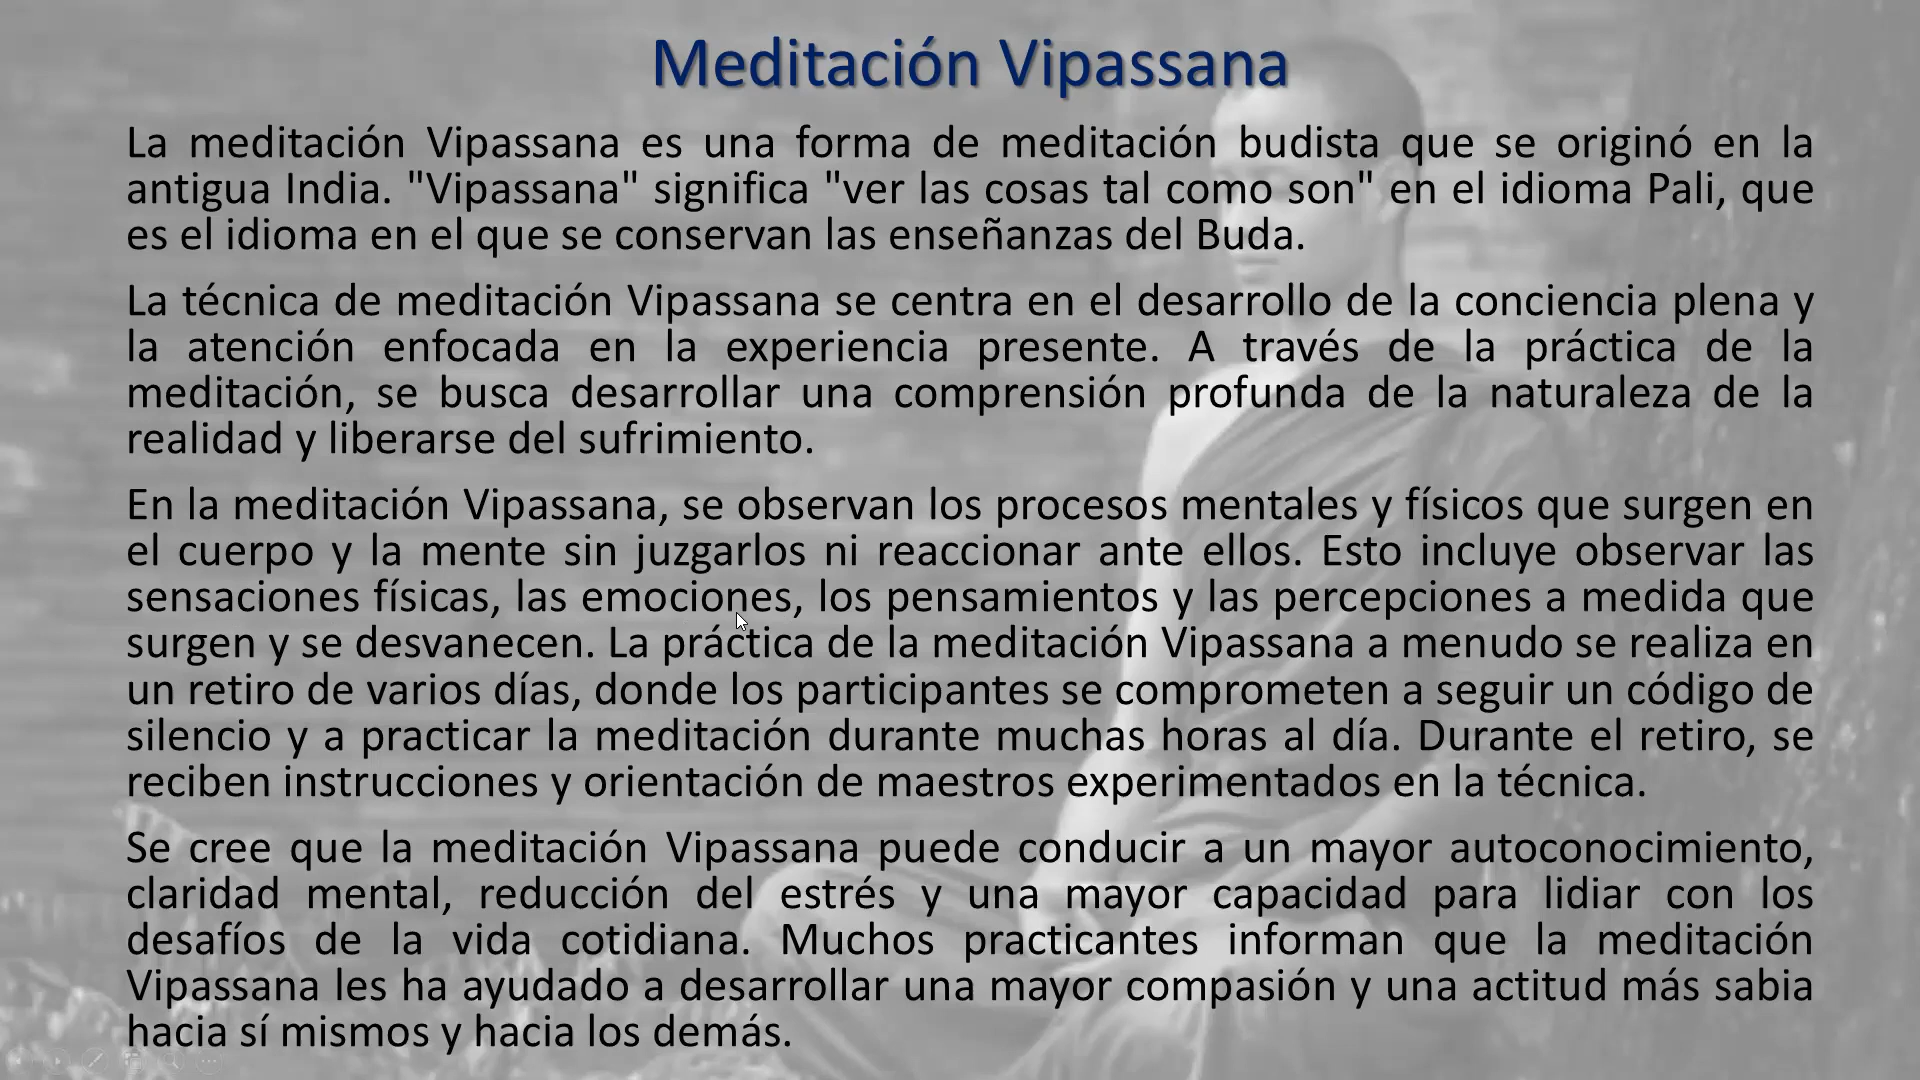 Meditación Vipassana
La meditación Vipassana es una forma de meditación budista que se originó en la
antigua India. "Vipassana" significa "ver las cosas tal como son" en el idioma Pali, que
es el idioma en el que se conservan las enseñanzas del Buda.
La técnica de meditación Vipassana se centra en el desarrollo de la conciencia plena y
la atención enfocada en la experiencia presente. A través de la práctica de la
meditación, se busca desarrollar una comprensión profunda de la naturaleza de la
realidad y liberarse del sufrimiento.
En la meditación Vipassana, se observan los procesos mentales y físicos que surgen en
el cuerpo y la mente sin juzgarlos ni reaccionar ante ellos. Esto incluye observar las
sensaciones físicas, las emociones, los pensamientos y las percepciones a medida que
surgen y se desvanecen. La práctica de la meditación Vipassana a menudo se realiza en
un retiro de varios días, donde los participantes se comprometen a seguir un código de
silencio y a practicar la meditación durante muchas horas al día. Durante el retiro, se
reciben instrucciones y orientación de maestros experimentados en la técnica.
Se cree que la meditación Vipassana puede conducir a un mayor autoconocimiento,
claridad mental, reducción del estrés y una mayor capacidad para lidiar con los
desafíos de la vida cotidiana. Muchos practicantes informan que la meditación
Vipassana les ha ayudado a desarrollar una mayor compasión y una actitud más sabia
hacia sí mismos y hacia los demás.